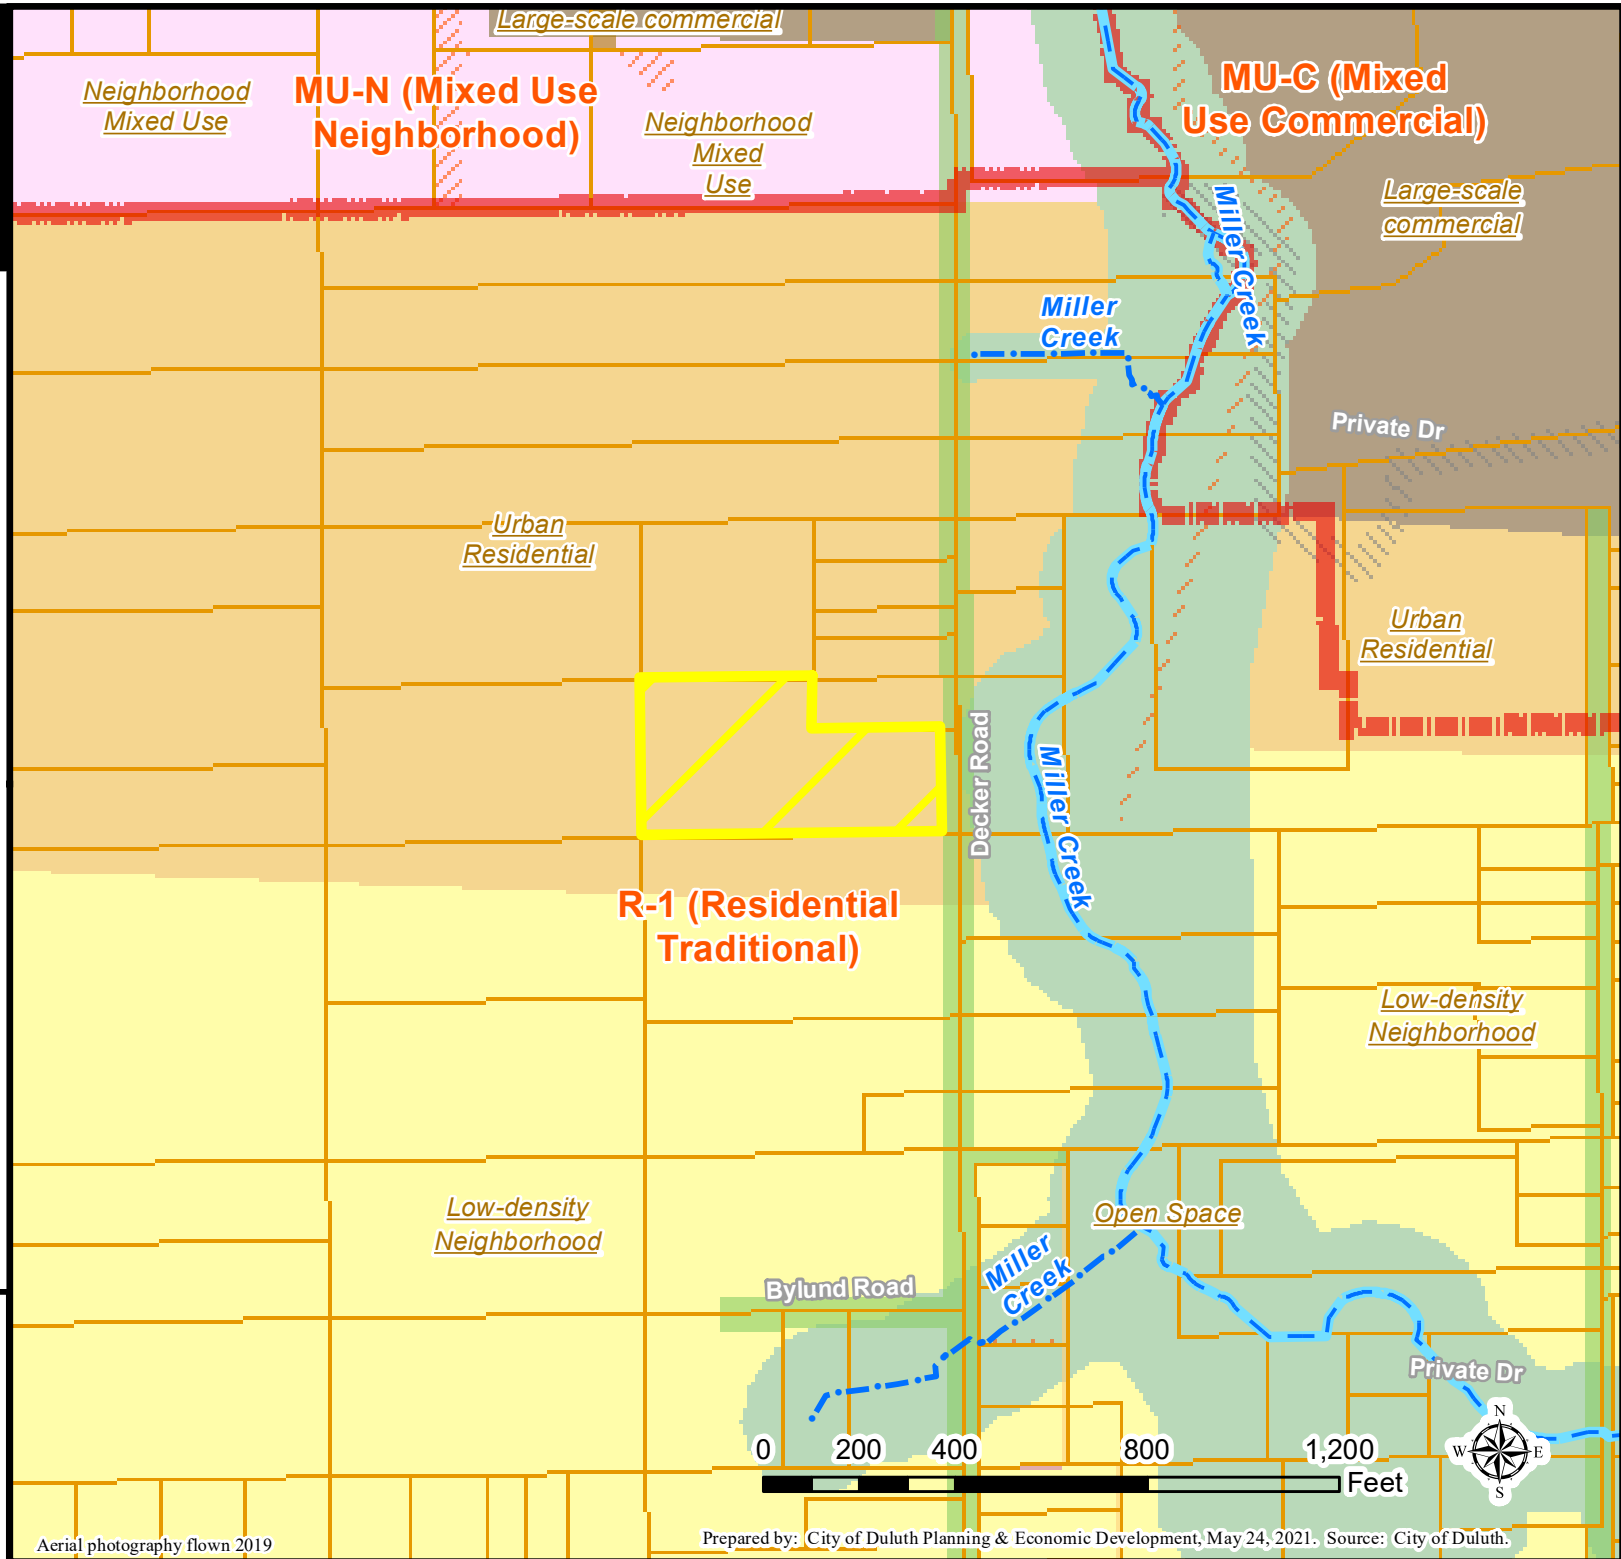 Large-scale commercial
Neighborhood
Mixed Use
MU-N (Mixed Use
Neighborhood)
Neighborhood
Mixed
Use
MU-C (Mixed
Use Commercial)
Large-scale
commercial
Miller Creek
Miller
Creek
Private Dr
Urban
Residential
Urban
Residential
Decker Road
Miller Creek
R-1 (Residential
Traditional)
Low-density
Neighborhood
Low-density
Neighborhood
Open Space
Miller
Creek
Bylund Road
Private Dr
N
W E
S
0 200 400 800 1,200
Feet
Aerial photography flown 2019
Prepared by: City of Duluth Planning & Economic Development, May 24, 2021. Source: City of Duluth.